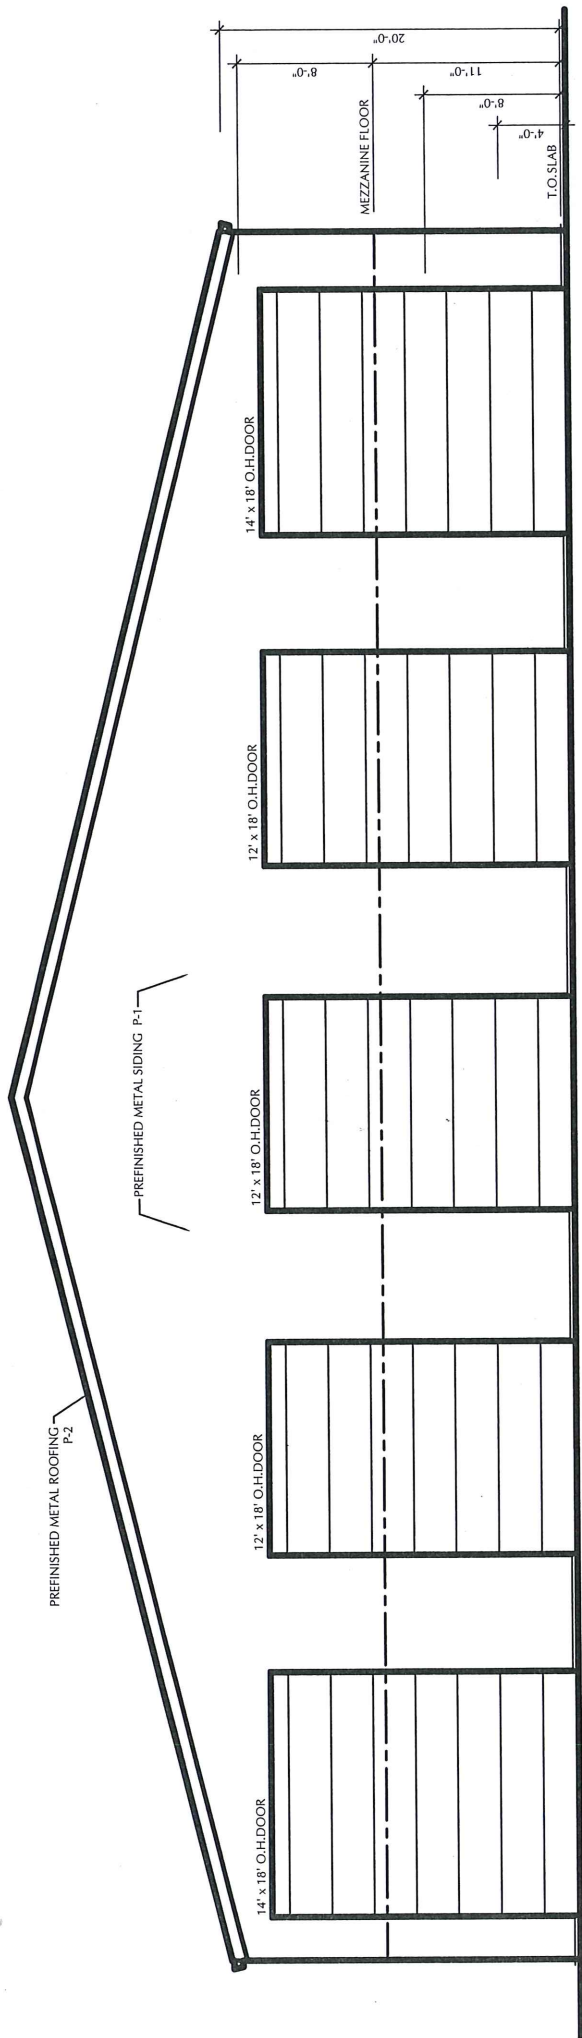 PREFINISHED METAL ROOFING
P-2
PREFINISHED METAL SIDING P-1
14' x 18' O.H.DOOR
12' x 18' O.H.DOOR
12' x 18' O.H.DOOR
12' x 18' O.H.DOOR
14' x 18' O.H.DOOR
MEZZANINE FLOOR
T.O.SLAB
20'-0"
8'-0"
11'-0"
8'-0"
4'-0"